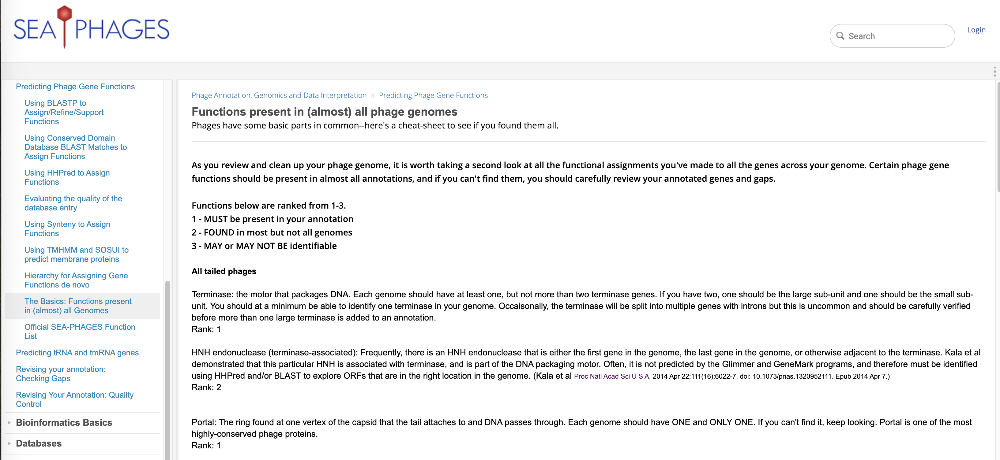 SEA PHAGES
Search
Login
Predicting Phage Gene Functions
Using BLASTP to
Assign/Refine/Support
Functions
Using Conserved Domain
Database BLAST Matches to
Assign Functions
Using HHPred to Assign
Functions
Evaluating the quality of the
database entry
Using Synteny to Assign
Functions
Using TMHMM and SOSUI to
predict membrane proteins
Hierarchy for Assigning Gene
Functions de novo
The Basics: Functions present
in (almost) all Genomes
Official SEA-PHAGES Function
List
Predicting tRNA and tmRNA genes
Revising your annotation:
Checking Gaps
Revising Your Annotation: Quality
Control
Bioinformatics Basics
Databases
Phage Annotation, Genomics and Data Interpretation » Predicting Phage Gene Functions
Functions present in (almost) all phage genomes
Phages have some basic parts in common--here's a cheat-sheet to see if you found them all.
As you review and clean up your phage genome, it is worth taking a second look at all the functional assignments you've made to all the genes across your genome. Certain phage gene
functions should be present in almost all annotations, and if you can't find them, you should carefully review your annotated genes and gaps.
Functions below are ranked from 1-3.
1 - MUST be present in your annotation
2 - FOUND in most but not all genomes
3 - MAY or MAY NOT BE identifiable
All tailed phages
Terminase: the motor that packages DNA. Each genome should have at least one, but not more than two terminase genes. If you have two, one should be the large sub-unit and one should be the small sub-
unit. You should at a minimum be able to identify one terminase in your genome. Occaisonally, the terminase will be split into multiple genes with introns but this is uncommon and should be carefully verified
before more than one large terminase is added to an annotation.
Rank: 1
HNH endonuclease (terminase-associated): Frequently, there is an HNH endonuclease that is either the first gene in the genome, the last gene in the genome, or otherwise adjacent to the terminase. Kala et al
demonstrated that this particular HNH is associated with terminase, and is part of the DNA packaging motor. Often, it is not predicted by the Glimmer and GeneMark programs, and therefore must be identified
using HHPred and/or BLAST to explore ORFs that are in the right location in the genome. (Kala et al Proc Natl Acad Sci U S A. 2014 Apr 22;111(16):6022-7. doi: 10.1073/pnas.1320952111. Epub 2014 Apr 7.)
Rank: 2
Portal: The ring found at one vertex of the capsid that the tail attaches to and DNA passes through. Each genome should have ONE and ONLY ONE. If you can't find it, keep looking. Portal is one of the most
highly-conserved phage proteins.
Rank: 1